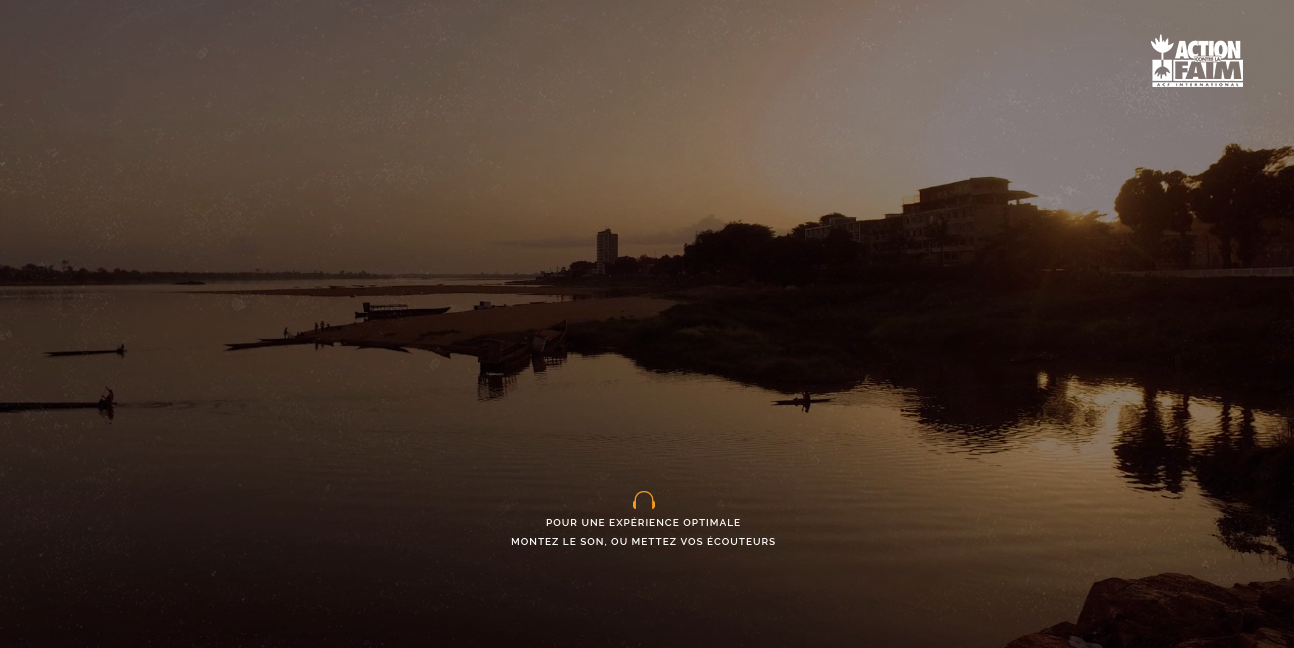 ACTION
CONTRE LA
FAIM
ACF INTERNATIONAL
POUR UNE EXPÉRIENCE OPTIMALE
MONTEZ LE SON, OU METTEZ VOS ÉCOUTEURS